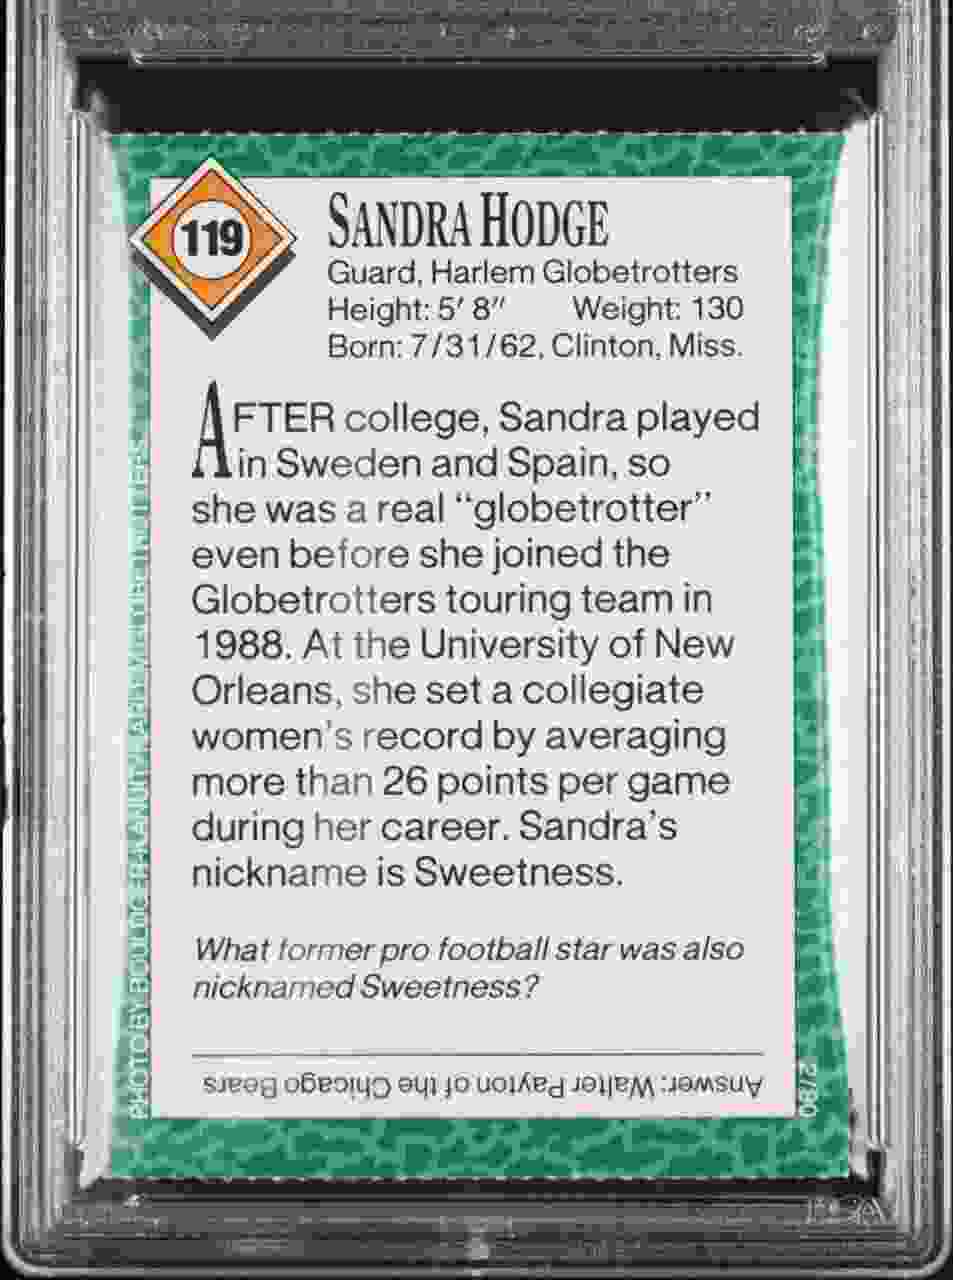 119
SANDRA HODGE
Guard, Harlem Globetrotters
Height: 5′ 8″ Weight: 130
Born: 7/31/62, Clinton, Miss.
AFTER college, Sandra played
in Sweden and Spain, so
she was a real “globetrotter”
even before she joined the
Globetrotters touring team in
1988. At the University of New
Orleans, she set a collegiate
women's record by averaging
more than 26 points per game
during her career. Sandra's
nickname is Sweetness.
What former pro football star was also
nicknamed Sweetness?
Answer: Walter Payton of the Chicago Bears
PHOTO BY
2/90